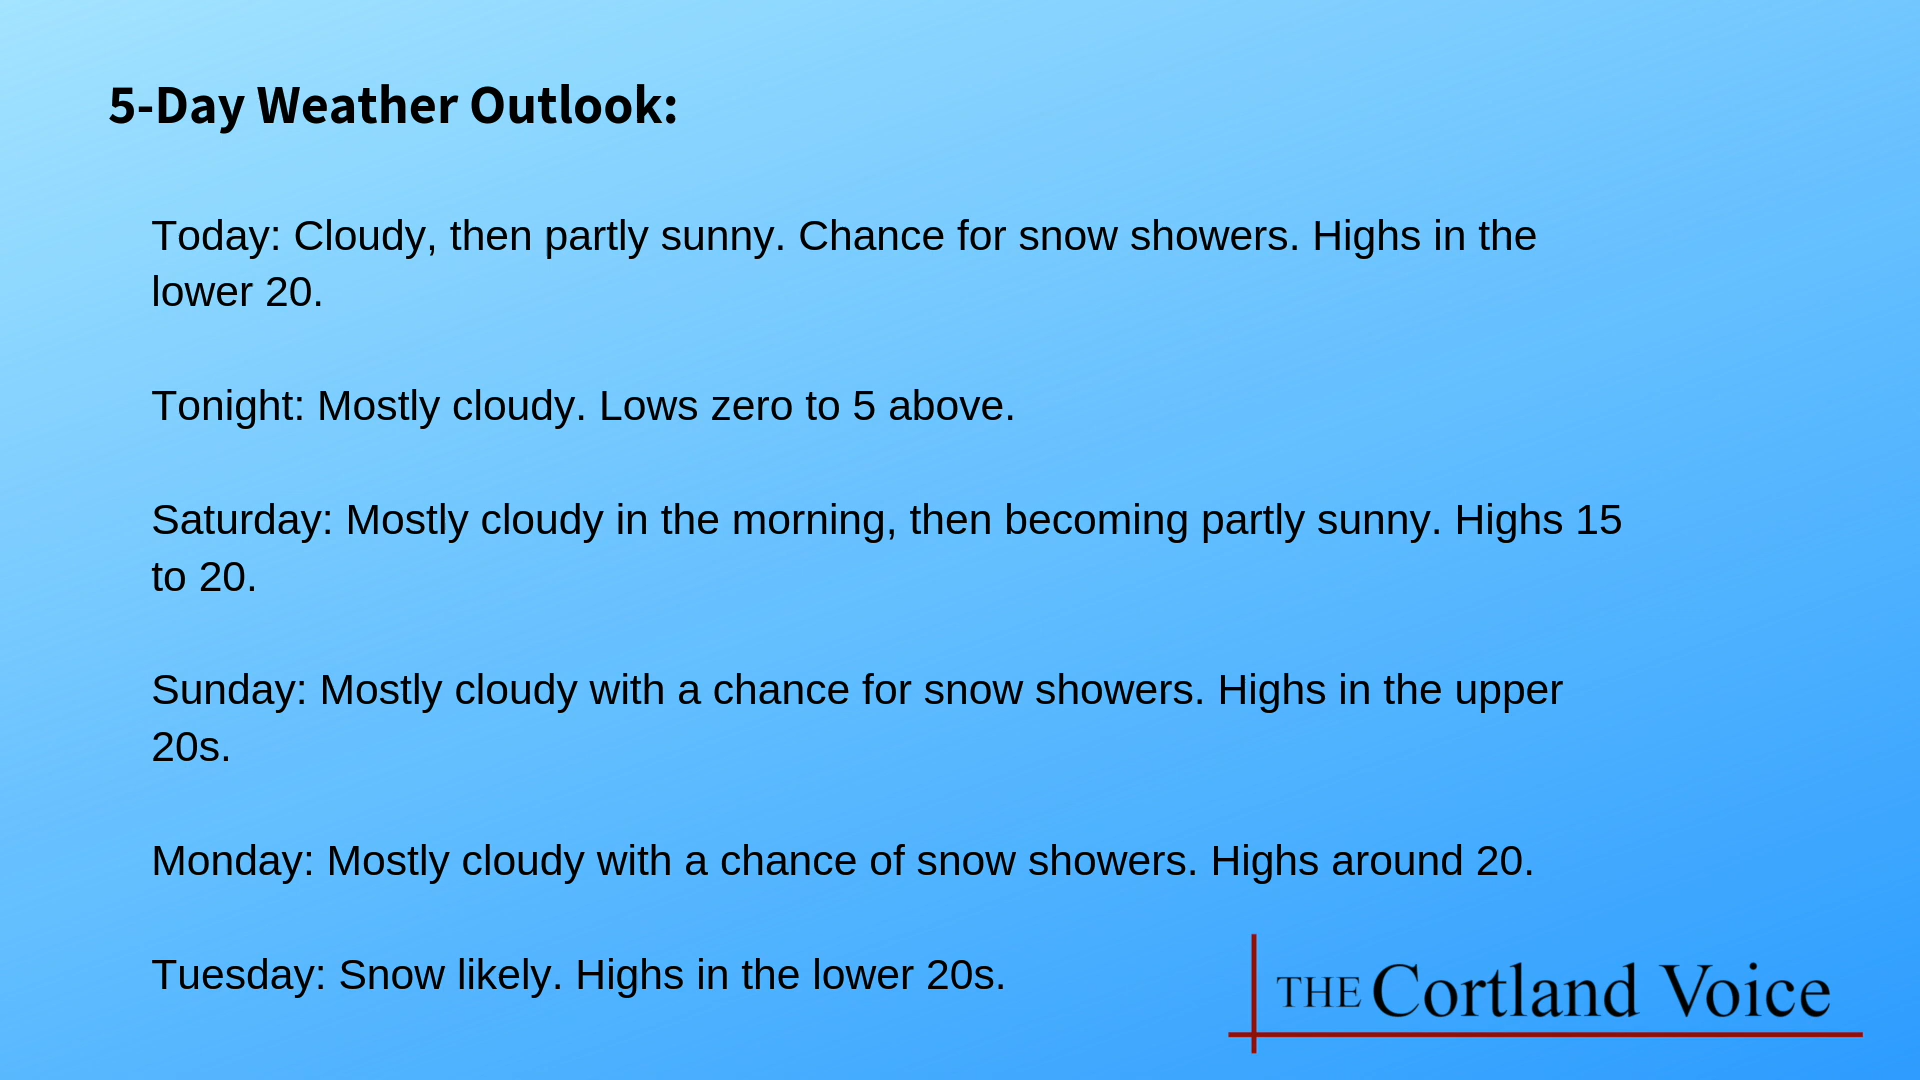 5-Day Weather Outlook:
Today: Cloudy, then partly sunny. Chance for snow showers. Highs in the
lower 20.
Tonight: Mostly cloudy. Lows zero to 5 above.
Saturday: Mostly cloudy in the morning, then becoming partly sunny. Highs 15
to 20.
Sunday: Mostly cloudy with a chance for snow showers. Highs in the upper
20s.
Monday: Mostly cloudy with a chance of snow showers. Highs around 20.
Tuesday: Snow likely. Highs in the lower 20s.
THE Cortland Voice